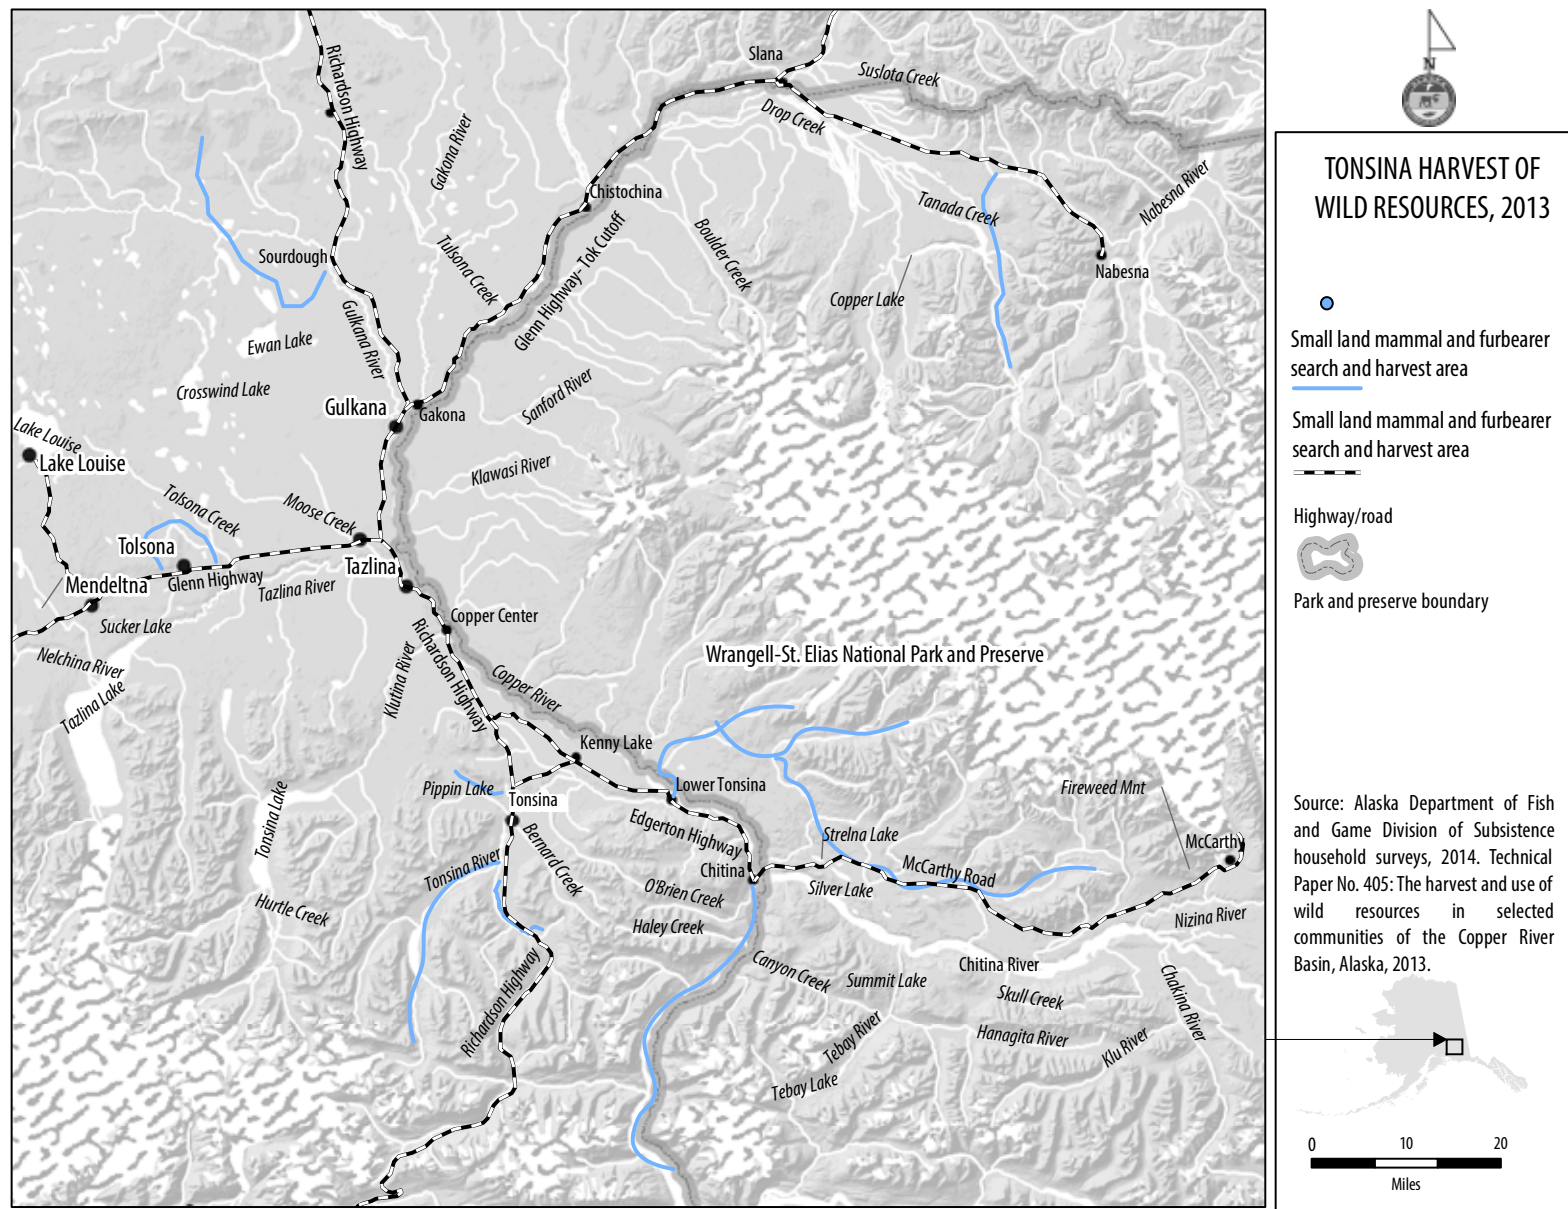 Slana
Suslota Creek
Richardson Highway
Drop Creek
Gakona River
Chistochina
Nabesna River
Tanada Creek
Boulder Creek
Sourdough
Tulsona Creek
Glenn Highway- Tok Cutoff
Nabesna
Copper Lake
Gulkana River
Ewan Lake
Crosswind Lake
Sanford River
Gulkana
Gakona
Lake Louise
Lake Louise
Klawasi River
Tolsona Creek
Moose Creek
Tolsona
Tazlina
Mendeltna
Glenn Highway
Tazlina River
Sucker Lake
Copper Center
Nelchina River
Tazlina Lake
Klutina River
Richardson Highway
Copper River
Wrangell-St. Elias National Park and Preserve
Kenny Lake
Pippin Lake
Tonsina
Lower Tonsina
Fireweed Mnt
Tonsina Lake
Edgerton Highway
Strelna Lake
McCarthy
Bernard Creek
Tonsina River
Chitina
McCarthy Road
Silver Lake
O'Brien Creek
Hurtle Creek
Haley Creek
Nizina River
Canyon Creek
Chitina River
Summit Lake
Skull Creek
Chakina River
Richardson Highway
Tebay River
Hanagita River
Klu River
Tebay Lake
N
TONSINA HARVEST OF
WILD RESOURCES, 2013
Small land mammal and furbearer
search and harvest area
Small land mammal and furbearer
search and harvest area
Highway/road
Park and preserve boundary
Source: Alaska Department of Fish
and Game Division of Subsistence
household surveys, 2014. Technical
Paper No. 405: The harvest and use of
wild resources in selected
communities of the Copper River
Basin, Alaska, 2013.
0 10 20
Miles